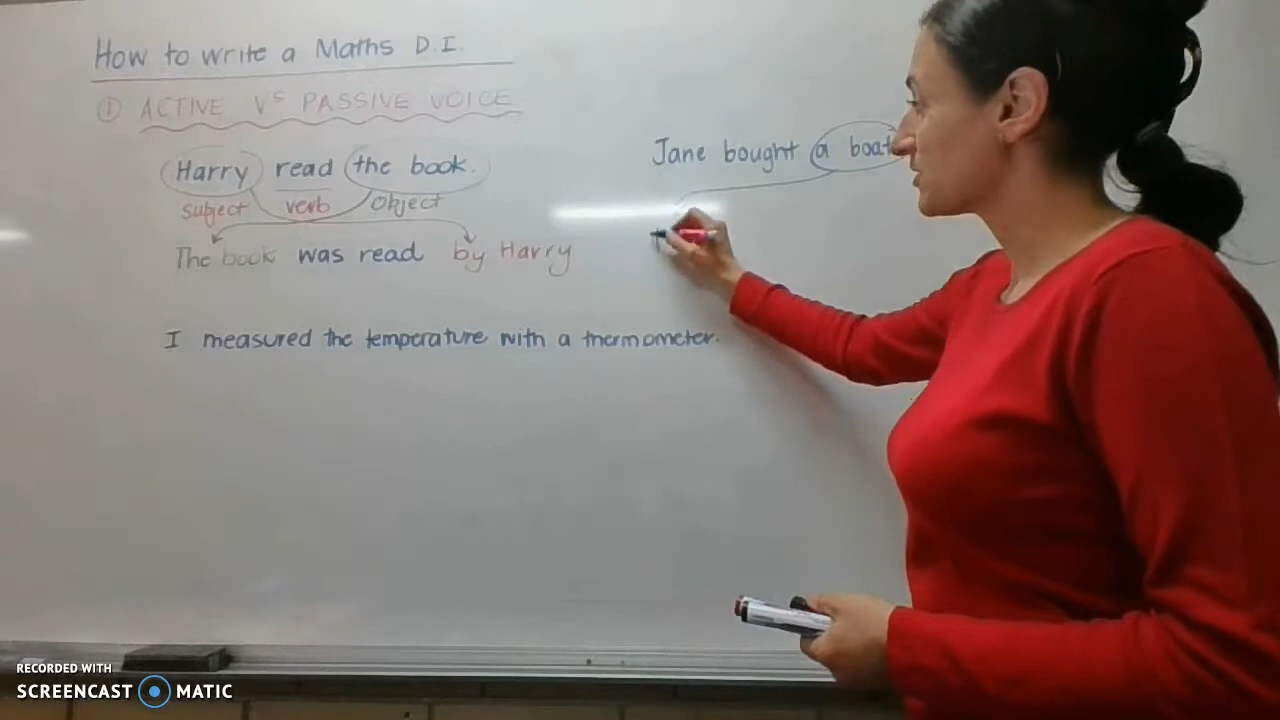 How to write a Maths D.I.
① ACTIVE Vs PASSIVE VOICE
Harry read the book.
subject verb object
The book was read by Harry
I measured the temperature with a thermometer.
Jane bought a boat
RECORDED WITH
SCREENCAST MATIC